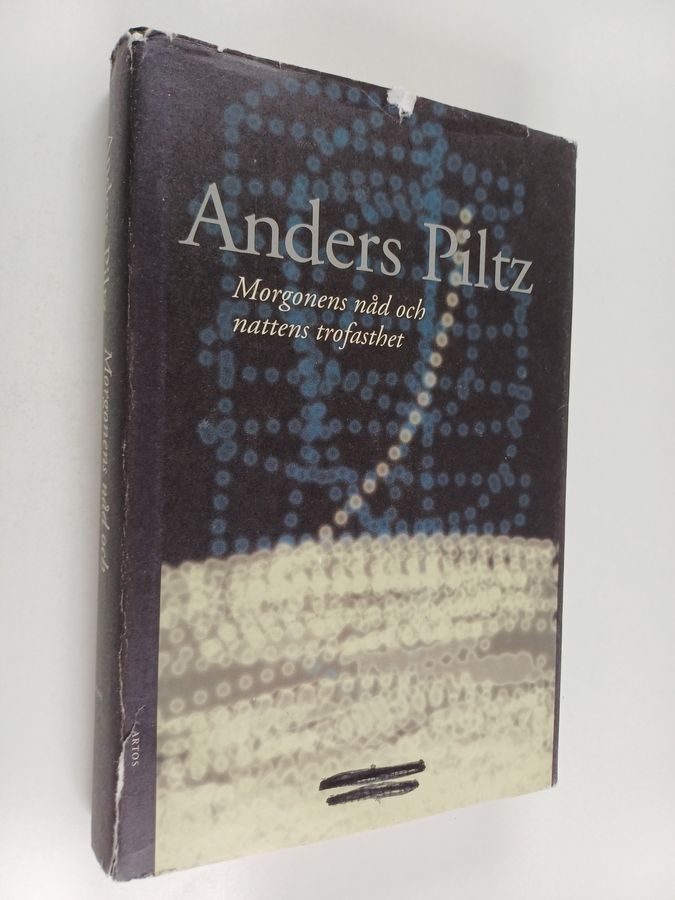 Anders Piltz
Morgonens nåd och
nattens trofasthet
Anders Piltz Morgonens nåd och
ARTOS